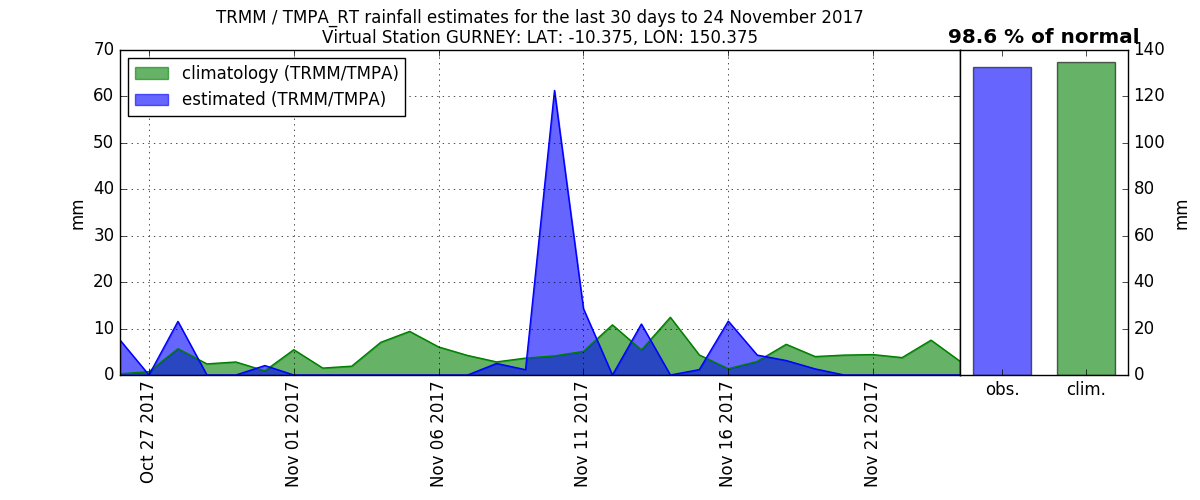 TRMM / TMPA_RT rainfall estimates for the last 30 days to 24 November 2017
Virtual Station GURNEY: LAT: -10.375, LON: 150.375
98.6 % of normal
climatology (TRMM/TMPA)
estimated (TRMM/TMPA)
70
60
50
40
30
20
10
0
mm
Oct 27 2017
Nov 01 2017
Nov 06 2017
Nov 11 2017
Nov 16 2017
Nov 21 2017
140
120
100
80
60
40
20
0
mm
obs.
clim.